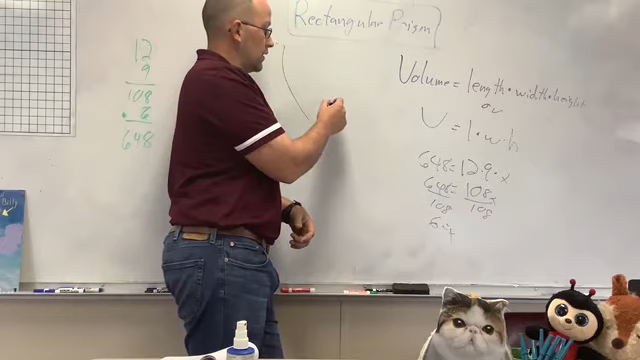 Rectangular Prism
12
9
108
6
648
Volume = length · width · height
or
V = l · w · h
648 = 12 · 9 · x
648 = 108x
108 108
6 = x
Billy